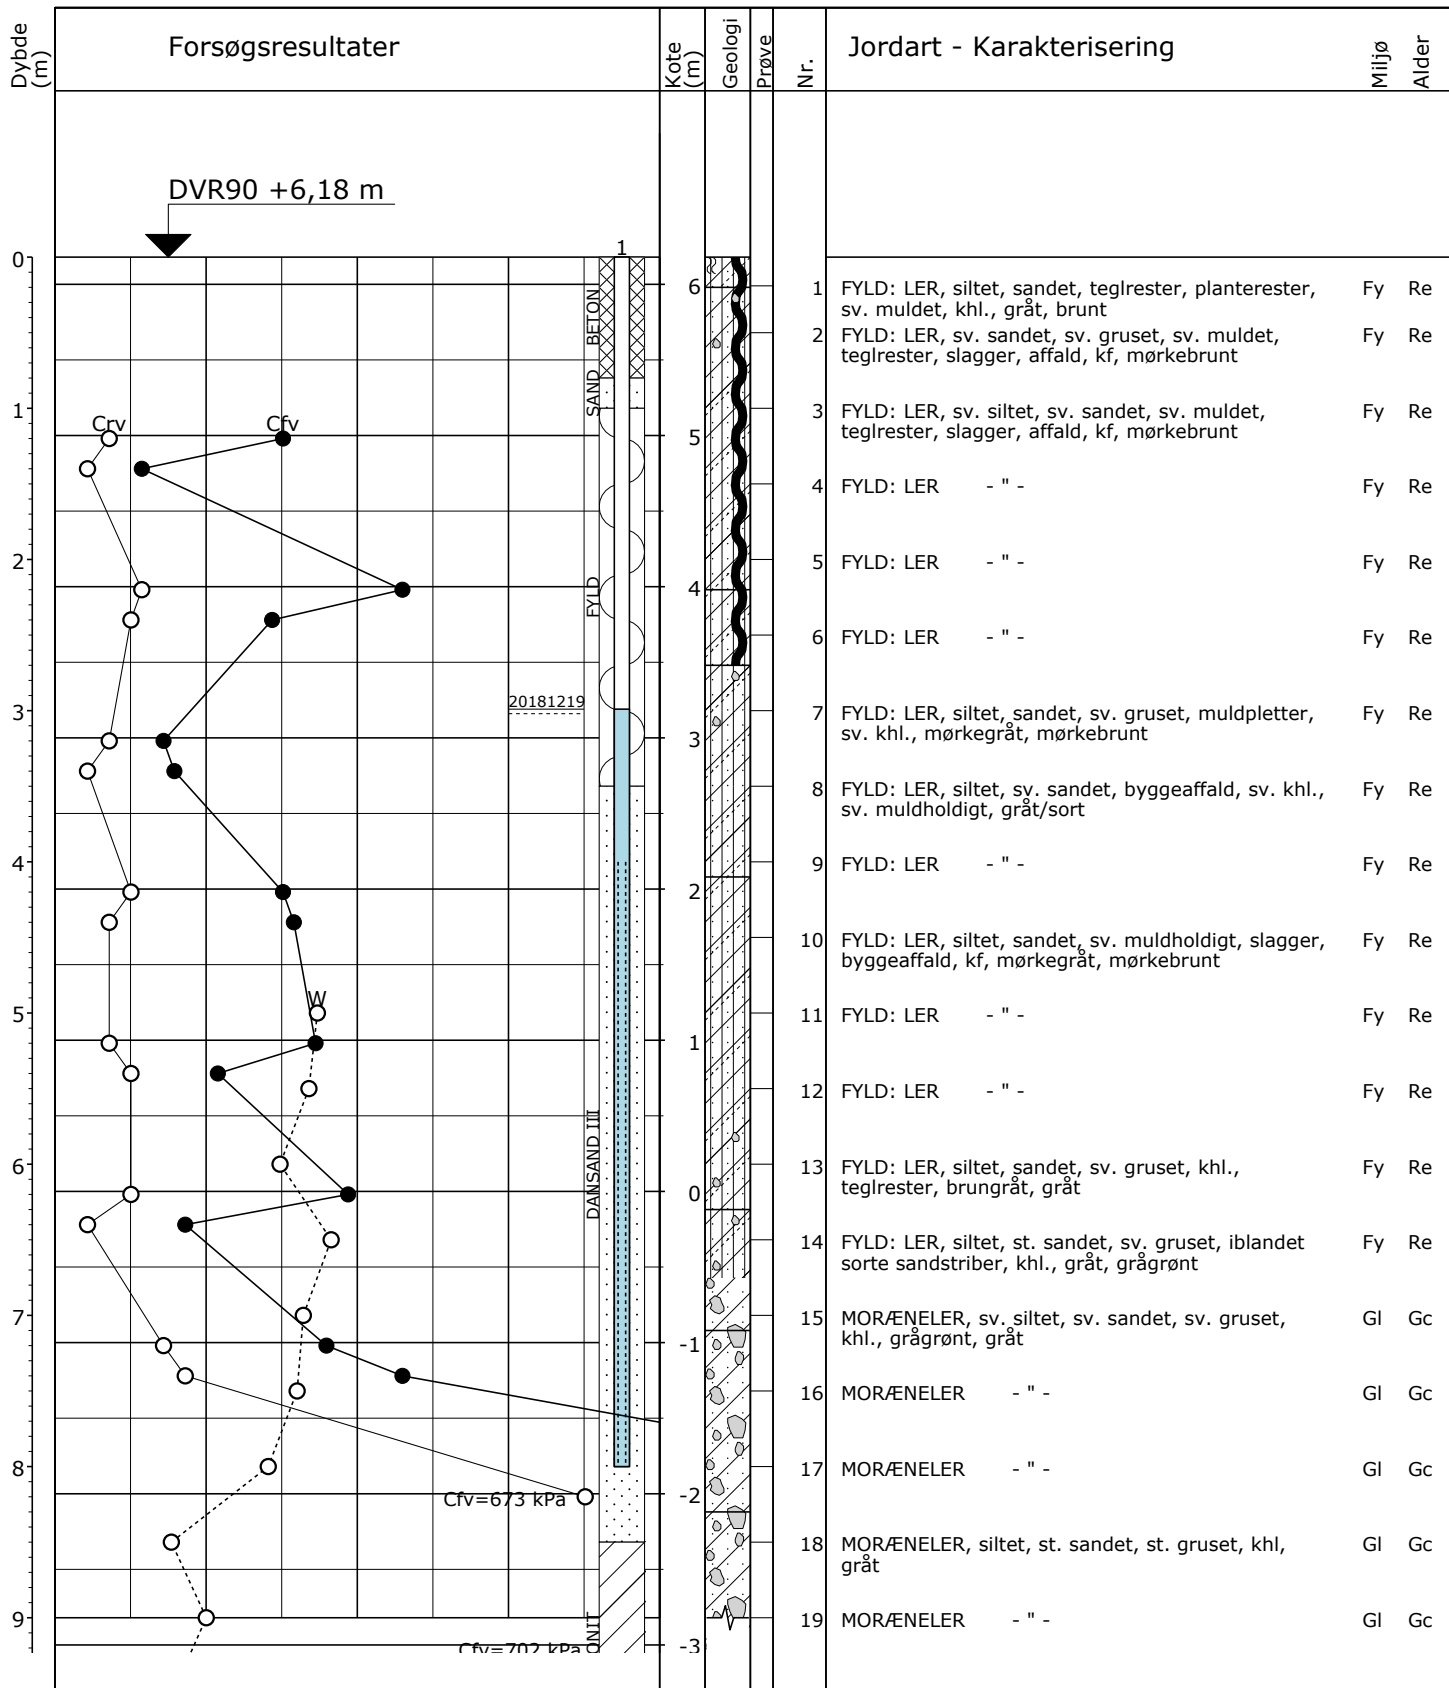 Dybde
(m)
Forsøgsresultater
Kote
(m)
Geologi
Prøve
Nr.
Jordart - Karakterisering
Miljø
Alder
DVR90 +6,18 m
1
0
1
2
3
4
5
6
7
8
9
Crv
Cfv
W
20181219
Cfv=673 kPa
Cfv=702 kPa
BETON
SAND
FYLD
DANSAND III
ONIT
6
5
4
3
2
1
0
-1
-2
-3
1 FYLD: LER, siltet, sandet, teglrester, planterester, Fy Re
sv. muldet, khl., gråt, brunt
2 FYLD: LER, sv. sandet, sv. gruset, sv. muldet, Fy Re
teglrester, slagger, affald, kf, mørkebrunt
3 FYLD: LER, sv. siltet, sv. sandet, sv. muldet, Fy Re
teglrester, slagger, affald, kf, mørkebrunt
4 FYLD: LER - " - Fy Re
5 FYLD: LER - " - Fy Re
6 FYLD: LER - " - Fy Re
7 FYLD: LER, siltet, sandet, sv. gruset, muldpletter, Fy Re
sv. khl., mørkegråt, mørkebrunt
8 FYLD: LER, siltet, sv. sandet, byggeaffald, sv. khl., Fy Re
sv. muldholdigt, gråt/sort
9 FYLD: LER - " - Fy Re
10 FYLD: LER, siltet, sandet, sv. muldholdigt, slagger, Fy Re
byggeaffald, kf, mørkegråt, mørkebrunt
11 FYLD: LER - " - Fy Re
12 FYLD: LER - " - Fy Re
13 FYLD: LER, siltet, sandet, sv. gruset, khl., Fy Re
teglrester, brungråt, gråt
14 FYLD: LER, siltet, st. sandet, sv. gruset, iblandet Fy Re
sorte sandstriber, khl., gråt, grågrønt
15 MORÆNELER, sv. siltet, sv. sandet, sv. gruset, Gl Gc
khl., grågrønt, gråt
16 MORÆNELER - " - Gl Gc
17 MORÆNELER - " - Gl Gc
18 MORÆNELER, siltet, st. sandet, st. gruset, khl, Gl Gc
gråt
19 MORÆNELER - " - Gl Gc